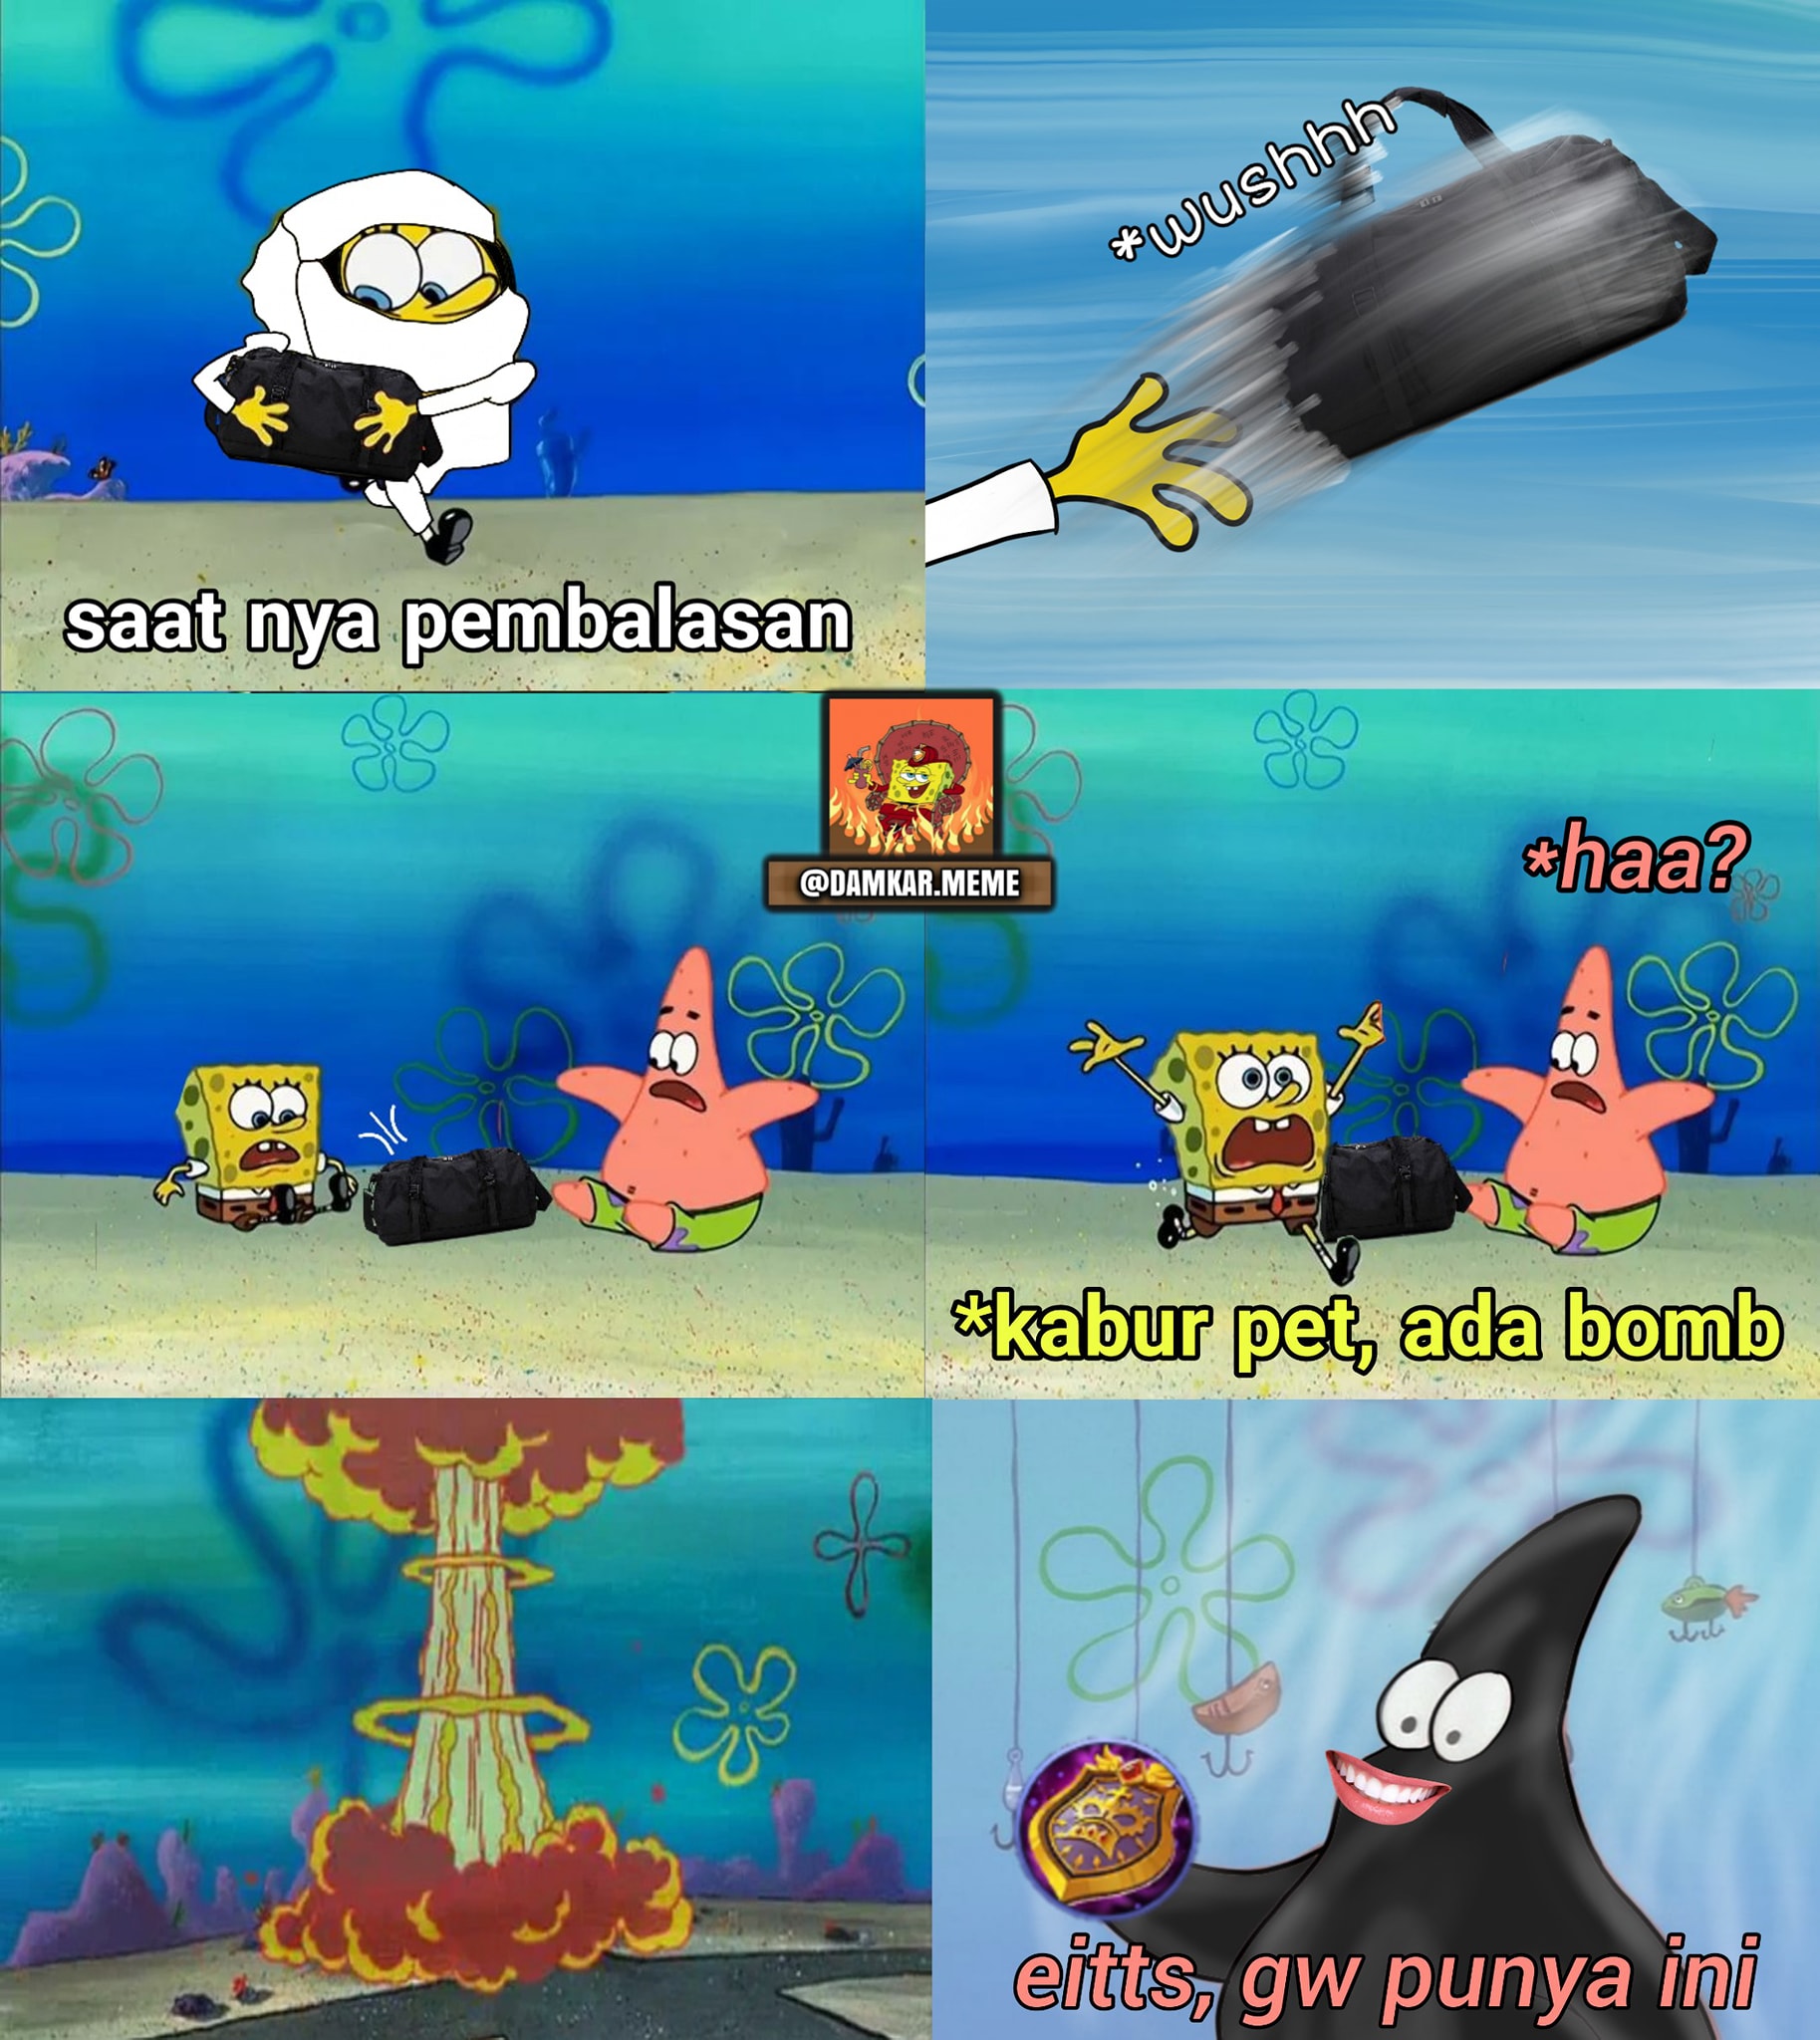 *wushhh
saat nya pembalasan
@DAMKAR.MEME
*haa?
*kabur pet, ada bomb
eitts, gw punya ini